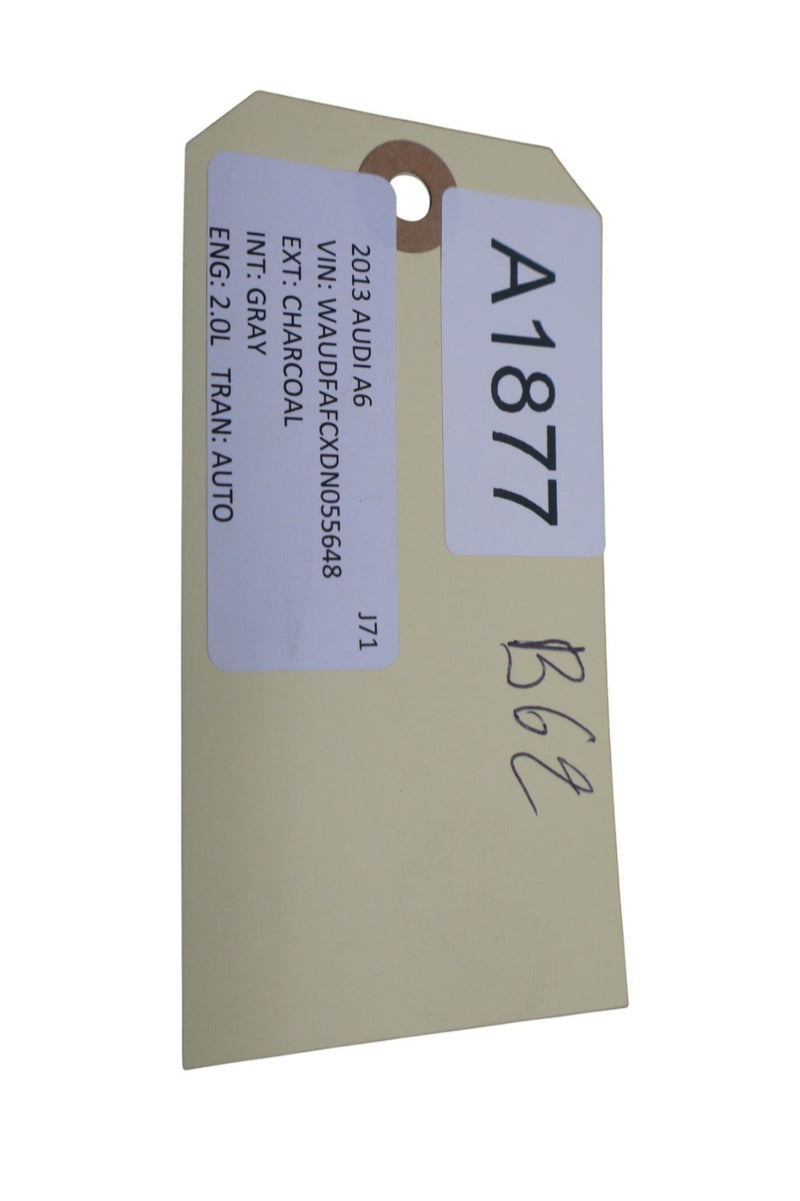 A1877
2013 AUDI A6 J71
VIN: WAUDFAFCXDN055648
EXT: CHARCOAL
INT: GRAY
ENG: 2.0L TRAN: AUTO
B62